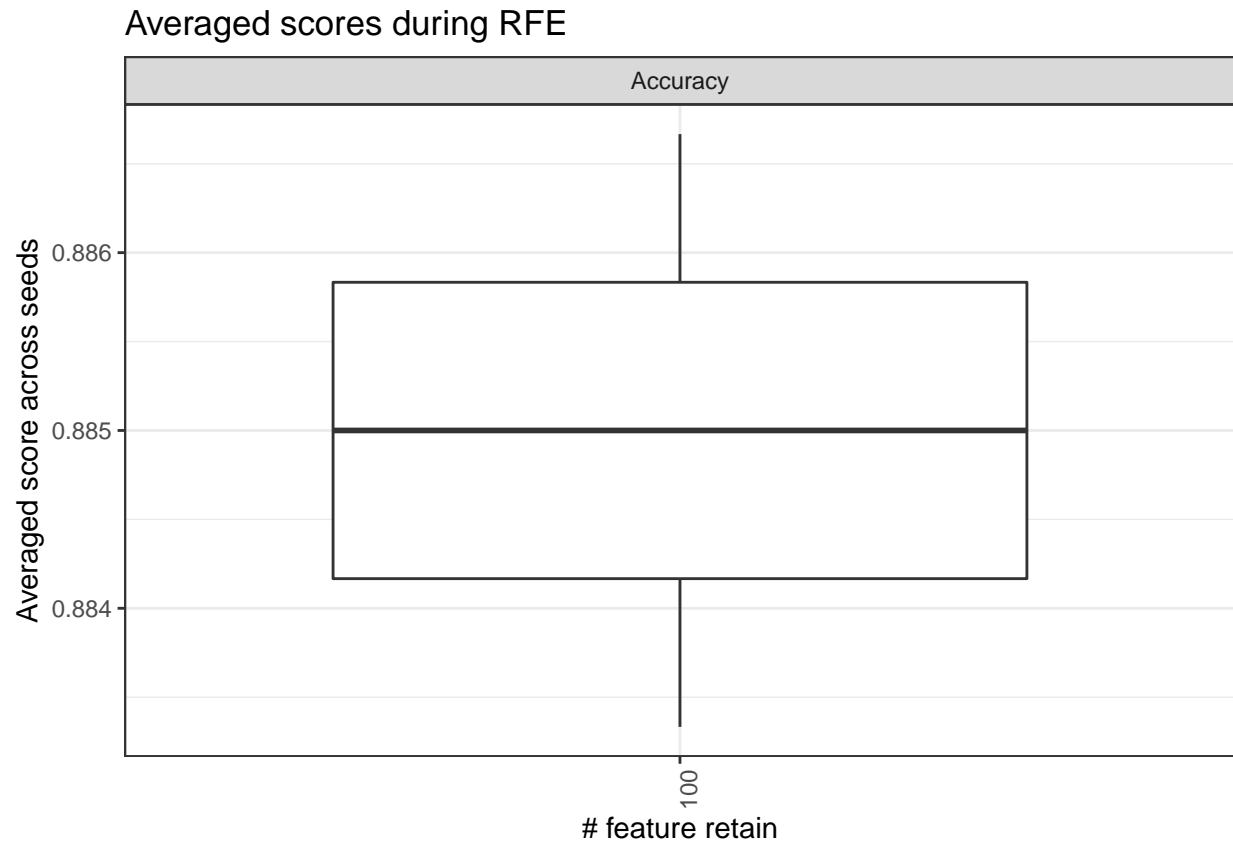 Averaged scores during RFE
Accuracy
Averaged score across seeds
0.886
0.885
0.884
100
# feature retain